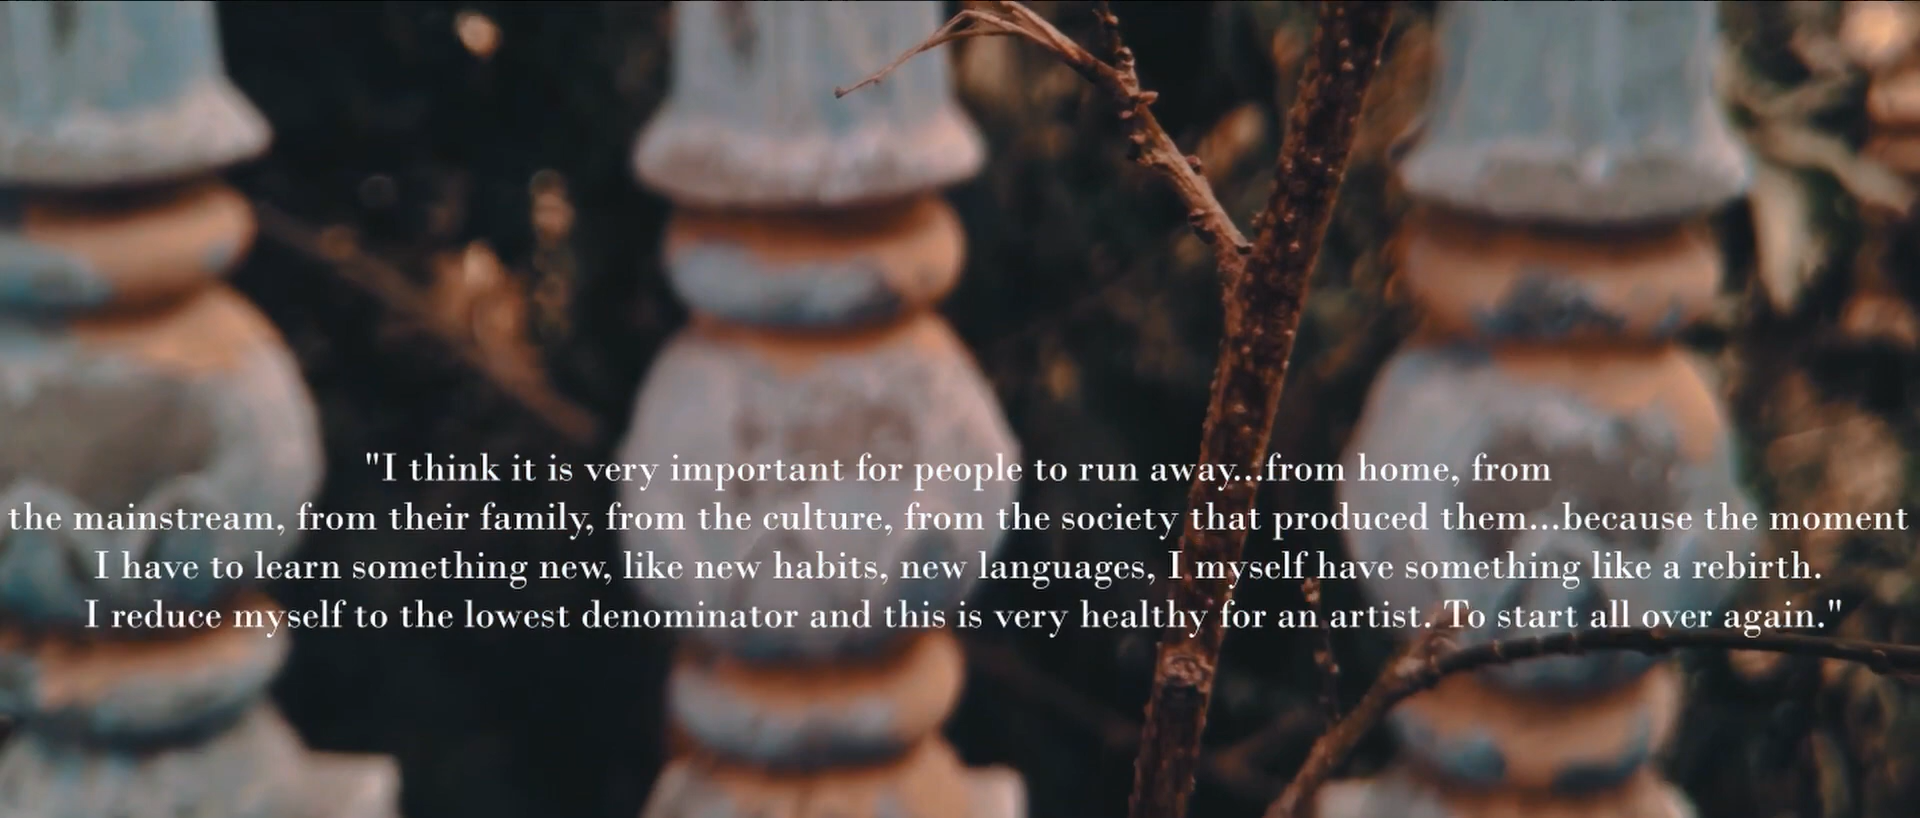 "I think it is very important for people to run away...from home, from
the mainstream, from their family, from the culture, from the society that produced them...because the moment
I have to learn something new, like new habits, new languages, I myself have something like a rebirth.
I reduce myself to the lowest denominator and this is very healthy for an artist. To start all over again."